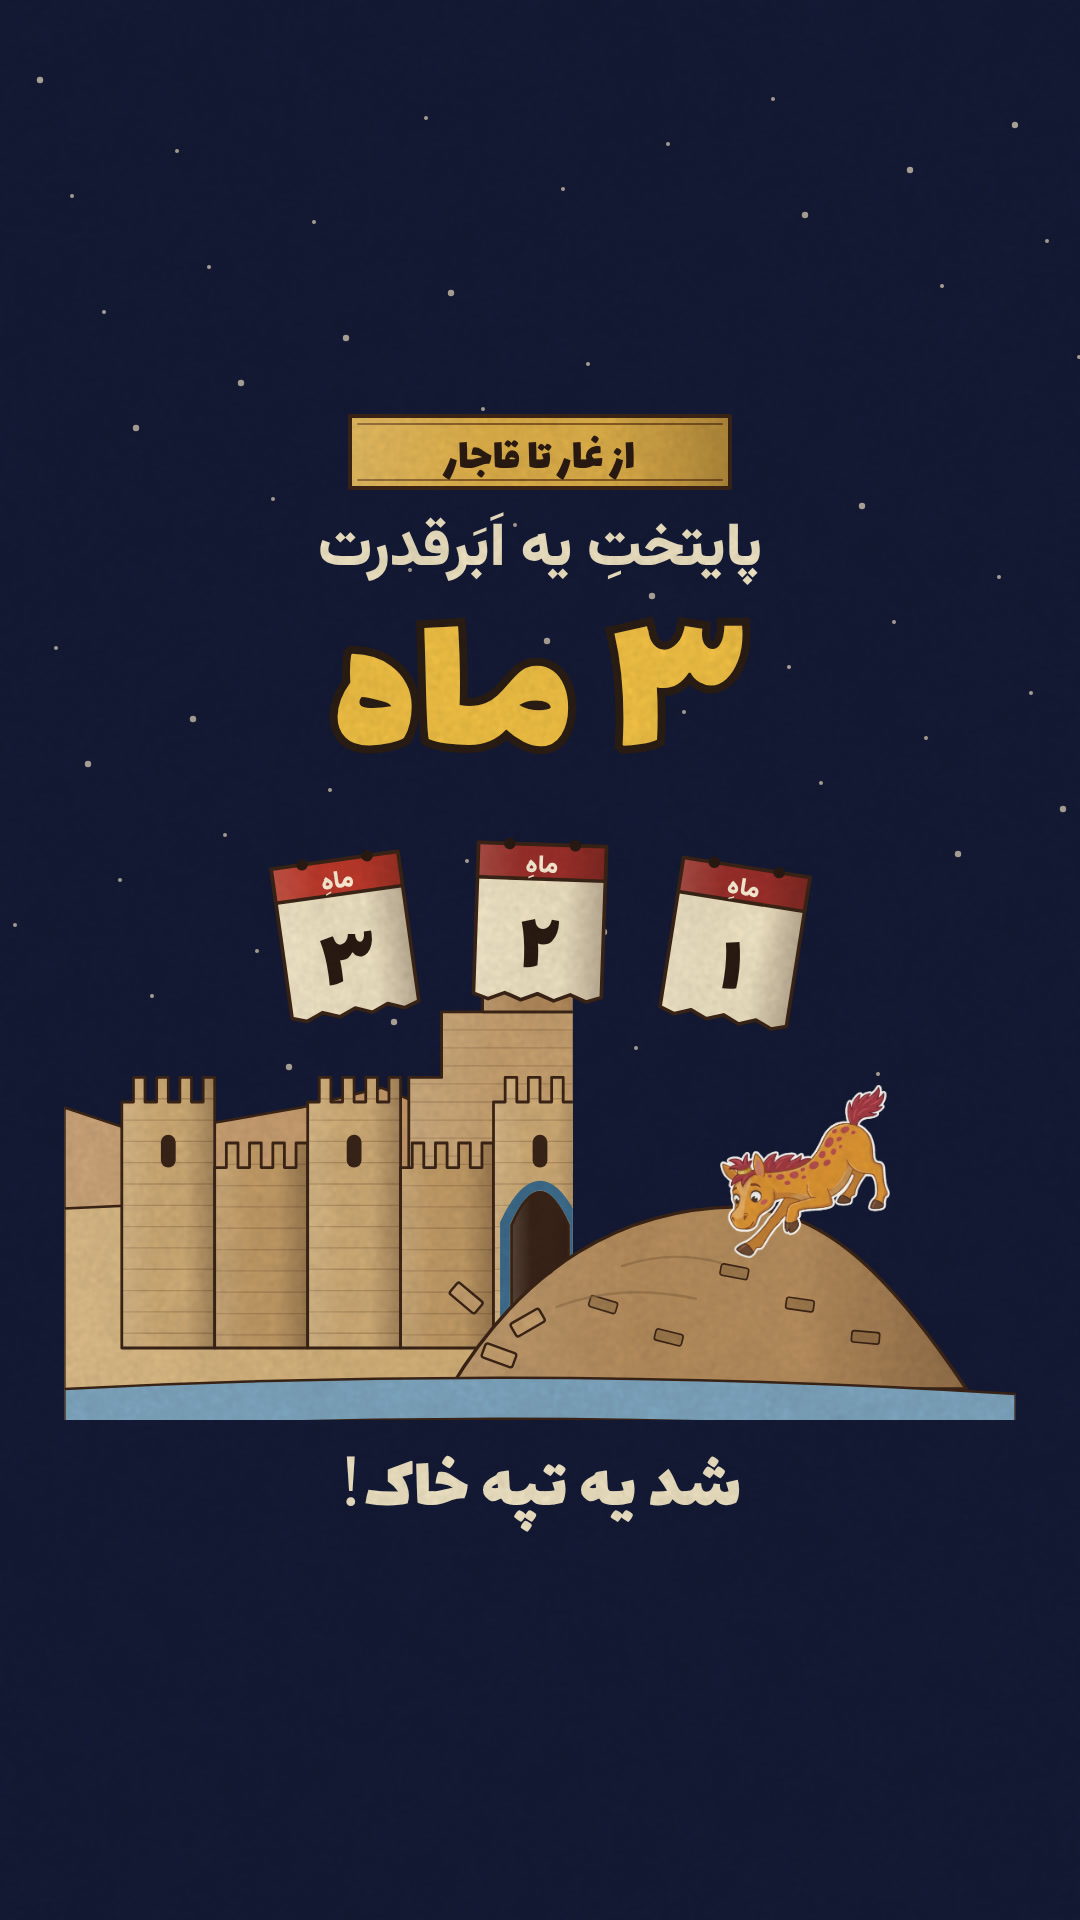 از غار تا قاجار
پایتختِ یه اَبَرقدرت
۳ ماه
ماهِ
۱
ماهِ
۲
ماهِ
۳
شد یه تپه خاک!